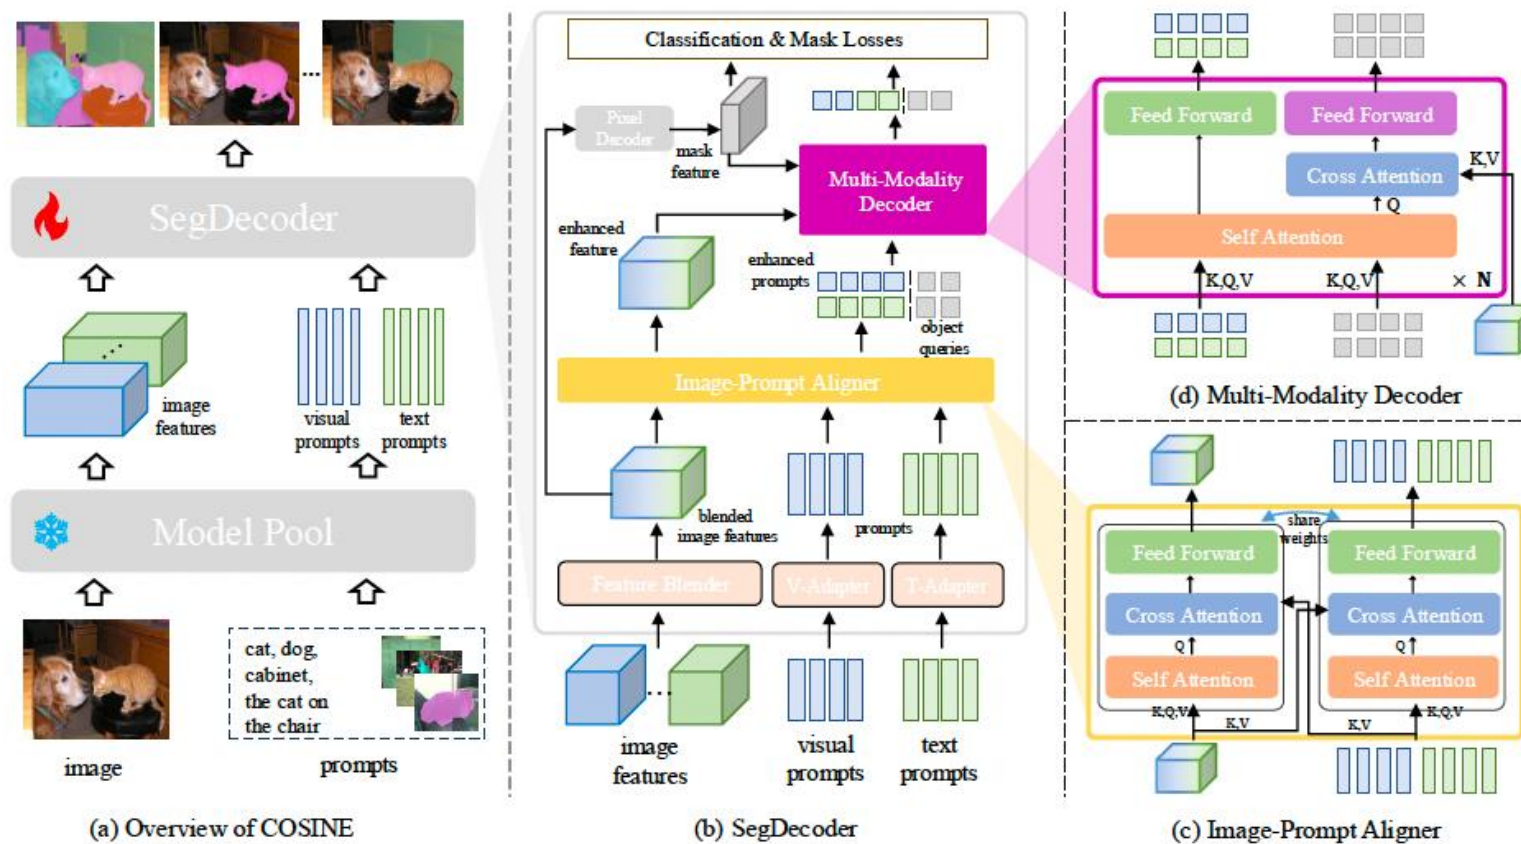 SegDecoder
image
features
visual
prompts
text
prompts
Model Pool
cat, dog,
cabinet,
the cat on
the chair
image
prompts
(a) Overview of COSINE
Classification & Mask Losses
Pixel
Decoder
mask
feature
Multi-Modality
Decoder
enhanced
feature
enhanced
prompts
object
queries
Image-Prompt Aligner
blended
image features
prompts
Feature Blender
V-Adapter
T-Adapter
image
features
visual
prompts
text
prompts
(b) SegDecoder
Feed Forward
Feed Forward
K,V
Cross Attention
Q
Self Attention
K,Q,V
K,Q,V
× N
(d) Multi-Modality Decoder
share
weights
Feed Forward
Feed Forward
Cross Attention
Cross Attention
Q
Q
Self Attention
Self Attention
K,Q,V
K,V
K,V
K,Q,V
(c) Image-Prompt Aligner